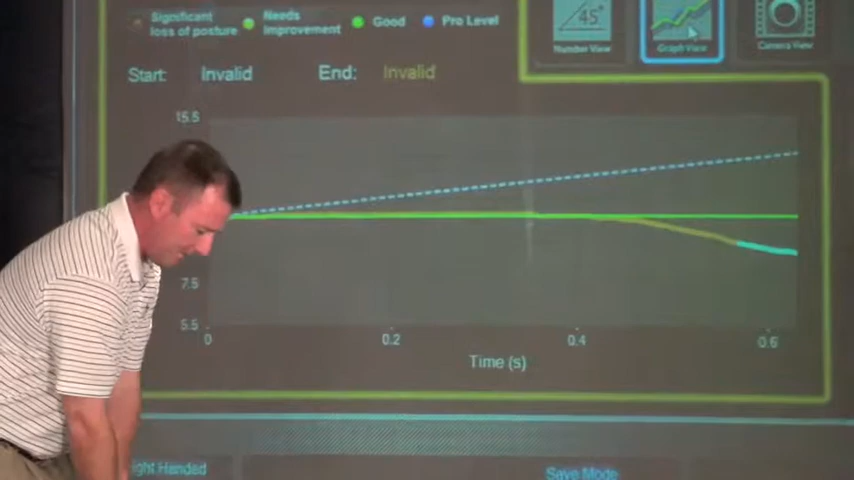 Significant
loss of posture
Needs
Improvement
Good
Pro Level
45°
Number View
Graph View
Camera View
Start: Invalid End: Invalid
15.5
7.5
5.5
0 0.2 0.4 0.6
Time (s)
Handed
Save Mode